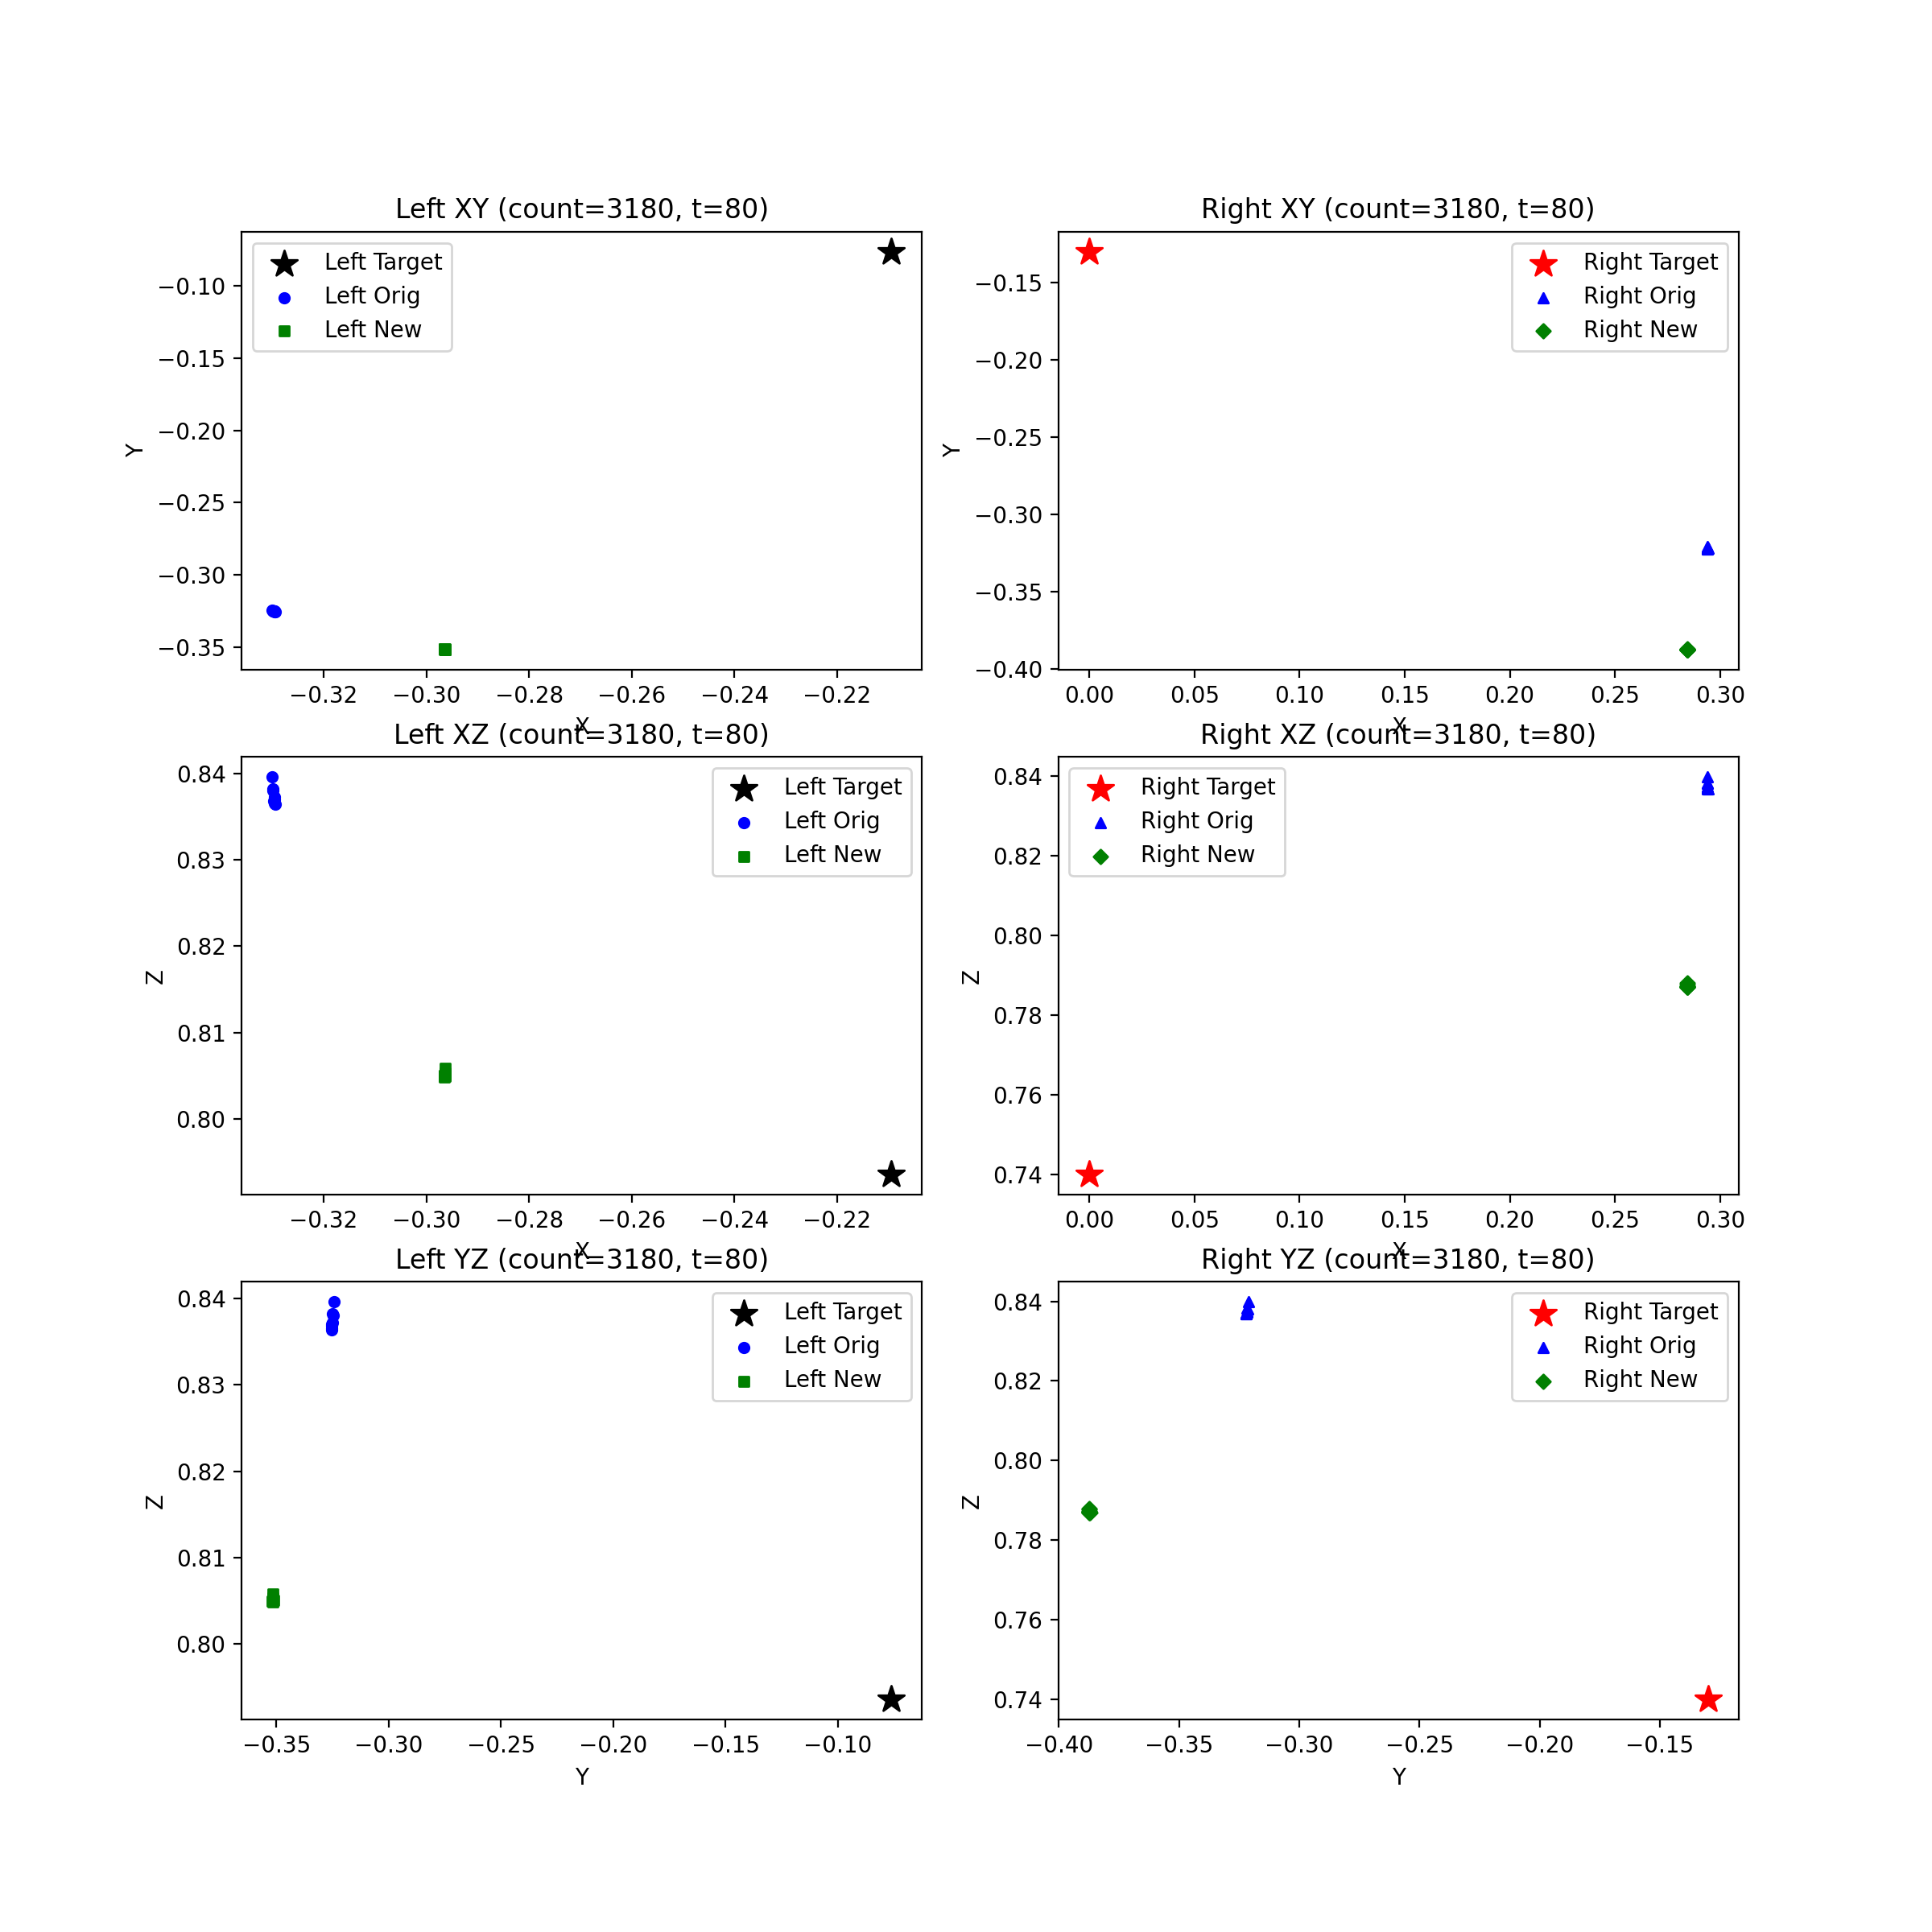 Left XY (count=3180, t=80)
Left Target
Left Orig
Left New
Y
−0.10
−0.15
−0.20
−0.25
−0.30
−0.35
−0.32 −0.30 −0.28 −0.26 −0.24 −0.22
X
Right XY (count=3180, t=80)
Right Target
Right Orig
Right New
Y
−0.15
−0.20
−0.25
−0.30
−0.35
−0.40
0.00 0.05 0.10 0.15 0.20 0.25 0.30
X
Left XZ (count=3180, t=80)
Left Target
Left Orig
Left New
Z
0.84
0.83
0.82
0.81
0.80
−0.32 −0.30 −0.28 −0.26 −0.24 −0.22
X
Right XZ (count=3180, t=80)
Right Target
Right Orig
Right New
Z
0.84
0.82
0.80
0.78
0.76
0.74
0.00 0.05 0.10 0.15 0.20 0.25 0.30
X
Left YZ (count=3180, t=80)
Left Target
Left Orig
Left New
Z
0.84
0.83
0.82
0.81
0.80
−0.35 −0.30 −0.25 −0.20 −0.15 −0.10
Y
Right YZ (count=3180, t=80)
Right Target
Right Orig
Right New
Z
0.84
0.82
0.80
0.78
0.76
0.74
−0.40 −0.35 −0.30 −0.25 −0.20 −0.15
Y